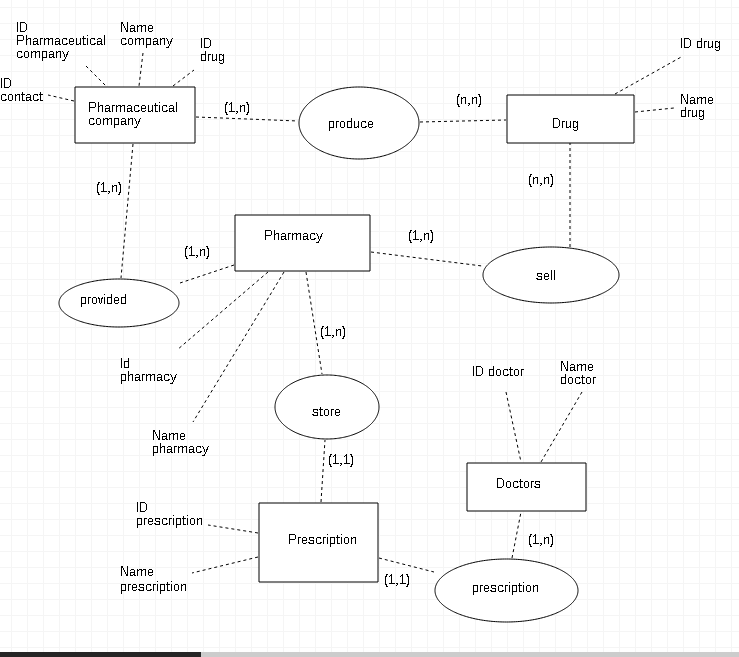 ID
Pharmaceutical
company
Name
company
ID
drug
ID
contact
Pharmaceutical
company
(1,n)
produce
(n,n)
Drug
ID drug
Name
drug
(1,n)
(n,n)
Pharmacy
(1,n)
(1,n)
provided
sell
Id
pharmacy
(1,n)
Name
pharmacy
store
ID doctor
Name
doctor
(1,1)
Doctors
ID
prescription
Prescription
(1,n)
Name
prescription
(1,1)
prescription